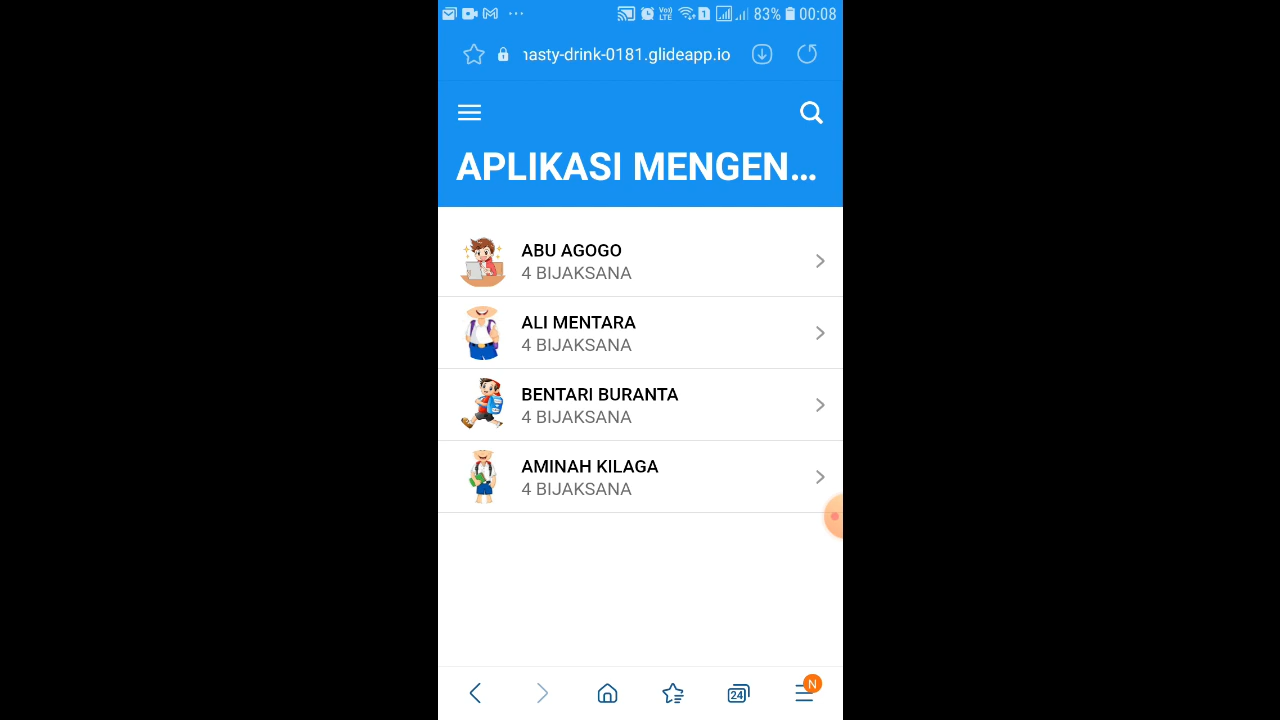 83% 00:08
nasty-drink-0181.glideapp.io
APLIKASI MENGEN...
ABU AGOGO
4 BIJAKSANA
ALI MENTARA
4 BIJAKSANA
BENTARI BURANTA
4 BIJAKSANA
AMINAH KILAGA
4 BIJAKSANA
24
N